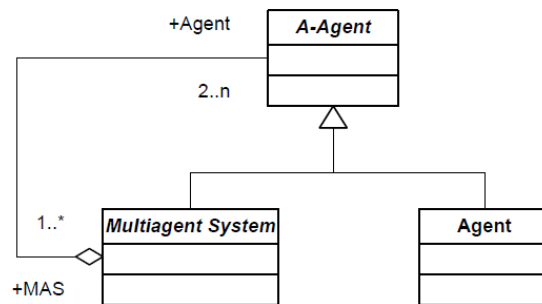 +Agent
A-Agent
2..n
1..*
Multiagent System
Agent
+MAS